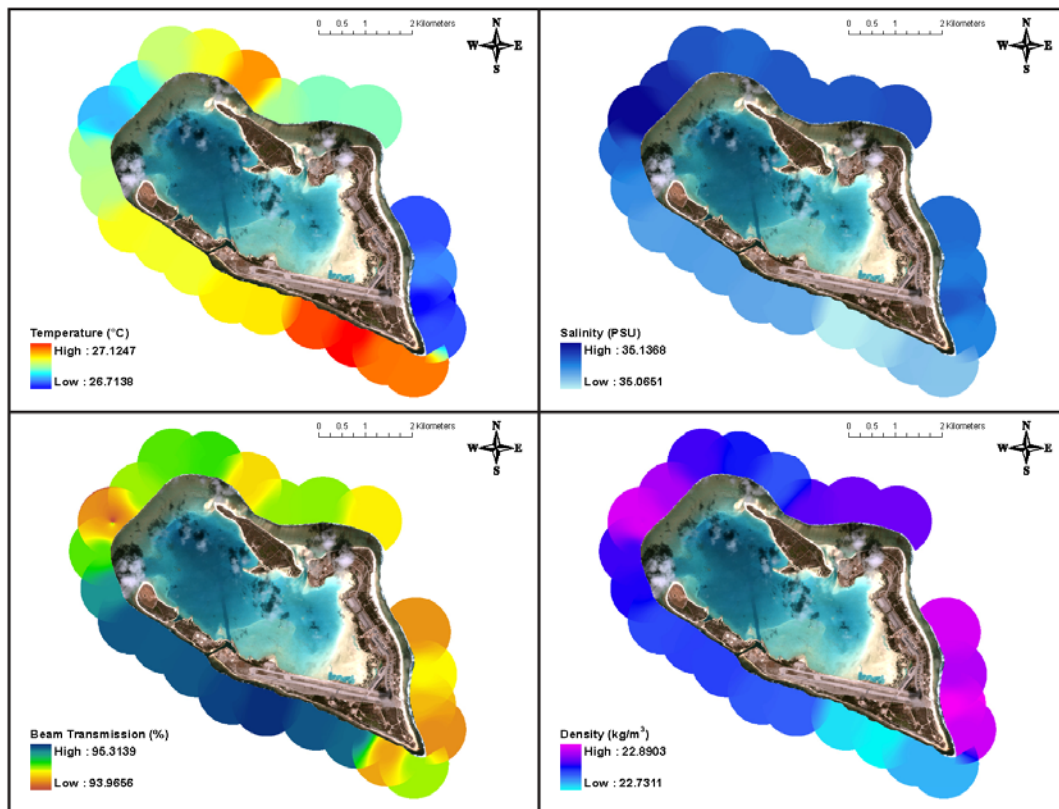 0 0.5 1 2 Kilometers
N
W E
S
Temperature (°C)
High : 27.1247
Low : 26.7138
0 0.5 1 2 Kilometers
N
W E
S
Salinity (PSU)
High : 35.1368
Low : 35.0651
0 0.5 1 2 Kilometers
N
W E
S
Beam Transmission (%)
High : 95.3139
Low : 93.9656
0 0.5 1 2 Kilometers
N
W E
S
Density (kg/m³)
High : 22.8903
Low : 22.7311